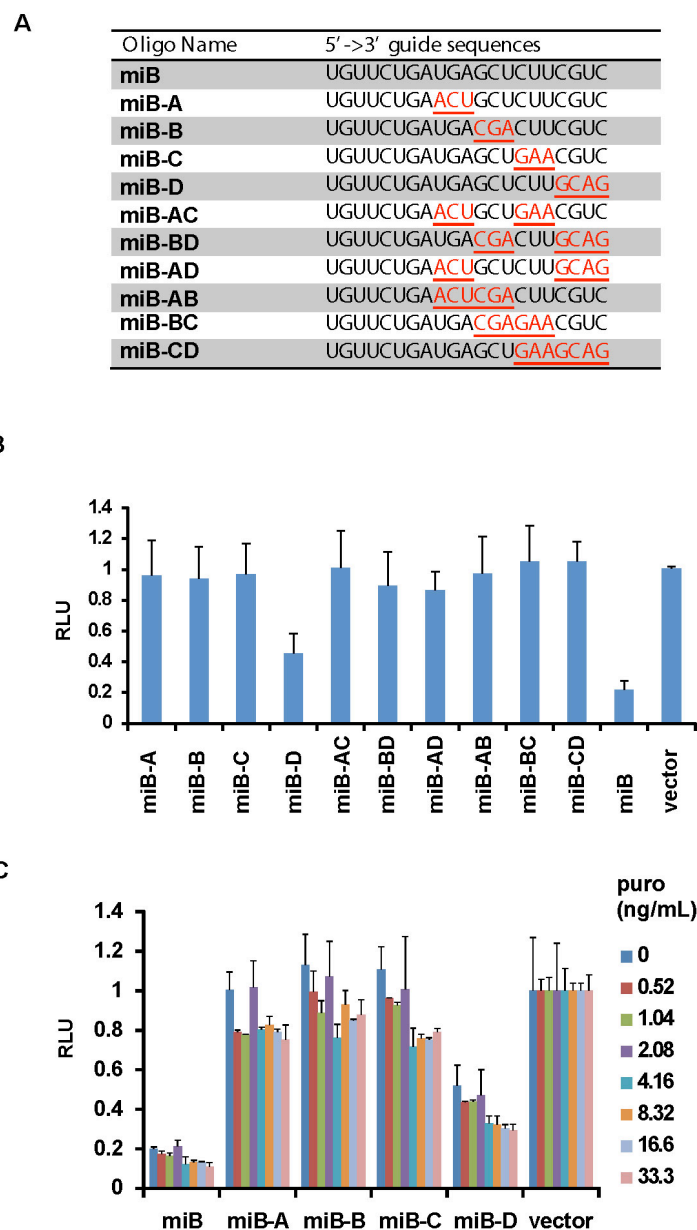 A
Oligo Name 5'->3' guide sequences
miB UGUUCUGAUGAGCUCUUCGUC
miB-A UGUUCUGAACUGCUCUUCGUC
miB-B UGUUCUGAUGACGACUUCGUC
miB-C UGUUCUGAUGAGCUGAACGUC
miB-D UGUUCUGAUGAGCUCUUGCAG
miB-AC UGUUCUGAACUGCUGAACGUC
miB-BD UGUUCUGAUGACGACUUGCAG
miB-AD UGUUCUGAACUGCUCUUGCAG
miB-AB UGUUCUGAACUCGACUUCGUC
miB-BC UGUUCUGAUGACGAGAACGUC
miB-CD UGUUCUGAUGAGCUGAAGCAG
B
1.4
1.2
1
0.8
0.6
0.4
0.2
0
RLU
miB-A
miB-B
miB-C
miB-D
miB-AC
miB-BD
miB-AD
miB-AB
miB-BC
miB-CD
miB
vector
C
1.4
1.2
1
0.8
0.6
0.4
0.2
0
RLU
miB
miB-A
miB-B
miB-C
miB-D
vector
puro
(ng/mL)
0
0.52
1.04
2.08
4.16
8.32
16.6
33.3